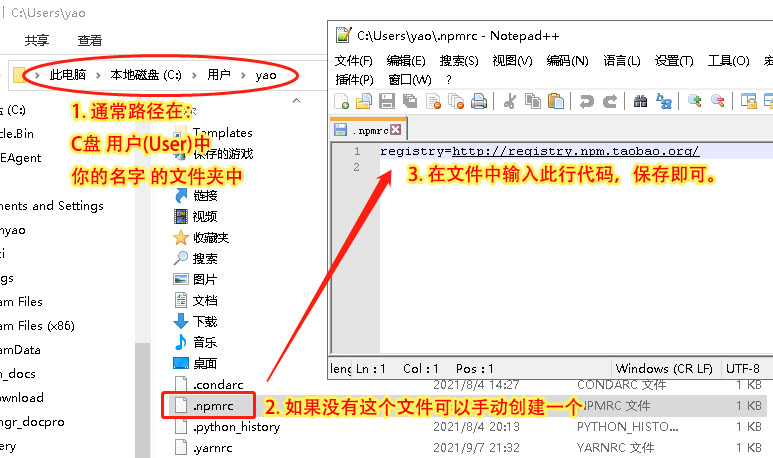 C:\Users\yao
共享 查看
此电脑 本地磁盘 (C:) 用户 yao
1. 通常路径在:
C盘 用户(User)中
你的名字 的文件夹中
(C:)
cle.Bin
EAgent
ments and Settings
nyao
gs
am Files
am Files (x86)
amData
n_docs
ownload
ngr_docpro
ery
Templates
保存的游戏
链接
视频
收藏夹
搜索
图片
文档
下载
音乐
桌面
.condarc 2021/8/4 14:27 CONDARC 文件 1 KB
.npmrc NPMRC 文件 1 KB
2. 如果没有这个文件可以手动创建一个
.python_history 2021/8/4 20:13 PYTHON_HISTO... 1 KB
.yarnrc 2021/9/7 21:32 YARNRC 文件 1 KB
C:\Users\yao\.npmrc - Notepad++
文件(F) 编辑(E) 搜索(S) 视图(V) 编码(N) 语言(L) 设置(T) 工具(O)
插件(P) 窗口(W) ?
.npmrc
1 registry=http://registry.npm.taobao.org/
2
3. 在文件中输入此行代码，保存即可。
leng Ln : 1 Col : 1 Pos : 1 Windows (CR LF) UTF-8